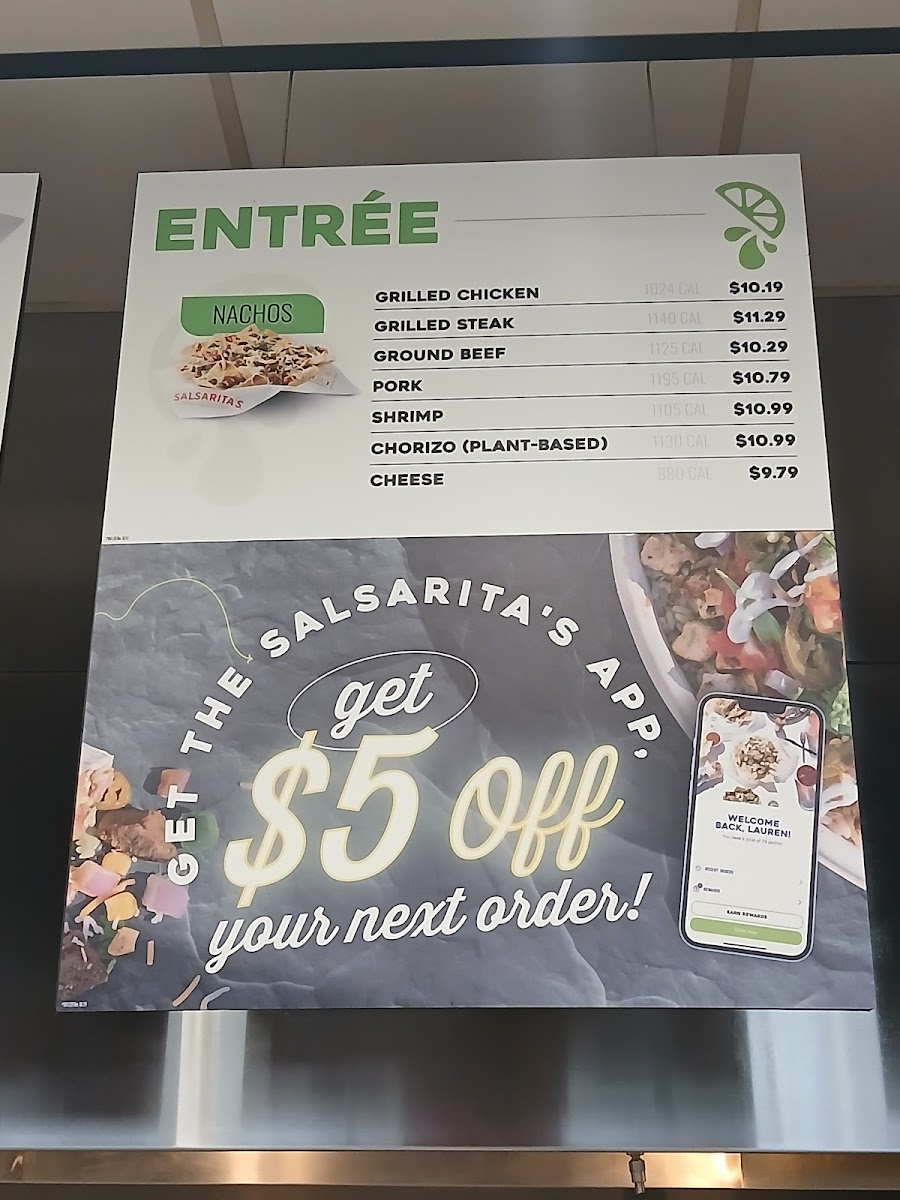 ENTRÉE
NACHOS
SALSARITA'S
GRILLED CHICKEN 1024 CAL $10.19
GRILLED STEAK 1140 CAL $11.29
GROUND BEEF 1125 CAL $10.29
PORK 1195 CAL $10.79
SHRIMP 1105 CAL $10.99
CHORIZO (PLANT-BASED) 1130 CAL $10.99
CHEESE 880 CAL $9.79
GET THE SALSARITA'S APP,
get
$5 off
your next order!
WELCOME
BACK, LAUREN!
REWARDS
EARN REWARDS